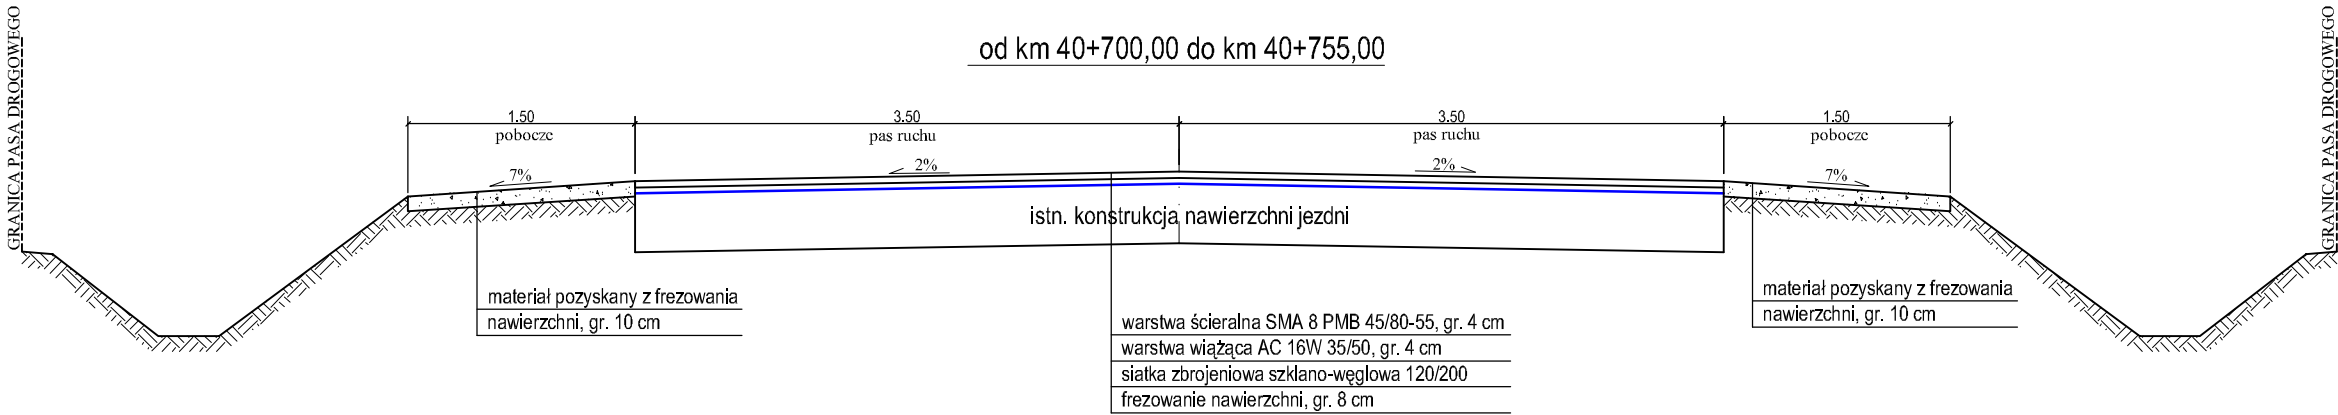 od km 40+700,00 do km 40+755,00
GRANICA PASA DROGOWEGO
GRANICA PASA DROGOWEGO
1.50
3.50
3.50
1.50
pobocze
pas ruchu
pas ruchu
pobocze
7%
2%
2%
7%
istn. konstrukcja nawierzchni jezdni
materiał pozyskany z frezowania
nawierzchni, gr. 10 cm
warstwa ścieralna SMA 8 PMB 45/80-55, gr. 4 cm
warstwa wiążąca AC 16W 35/50, gr. 4 cm
siatka zbrojeniowa szklano-węglowa 120/200
frezowanie nawierzchni, gr. 8 cm
materiał pozyskany z frezowania
nawierzchni, gr. 10 cm